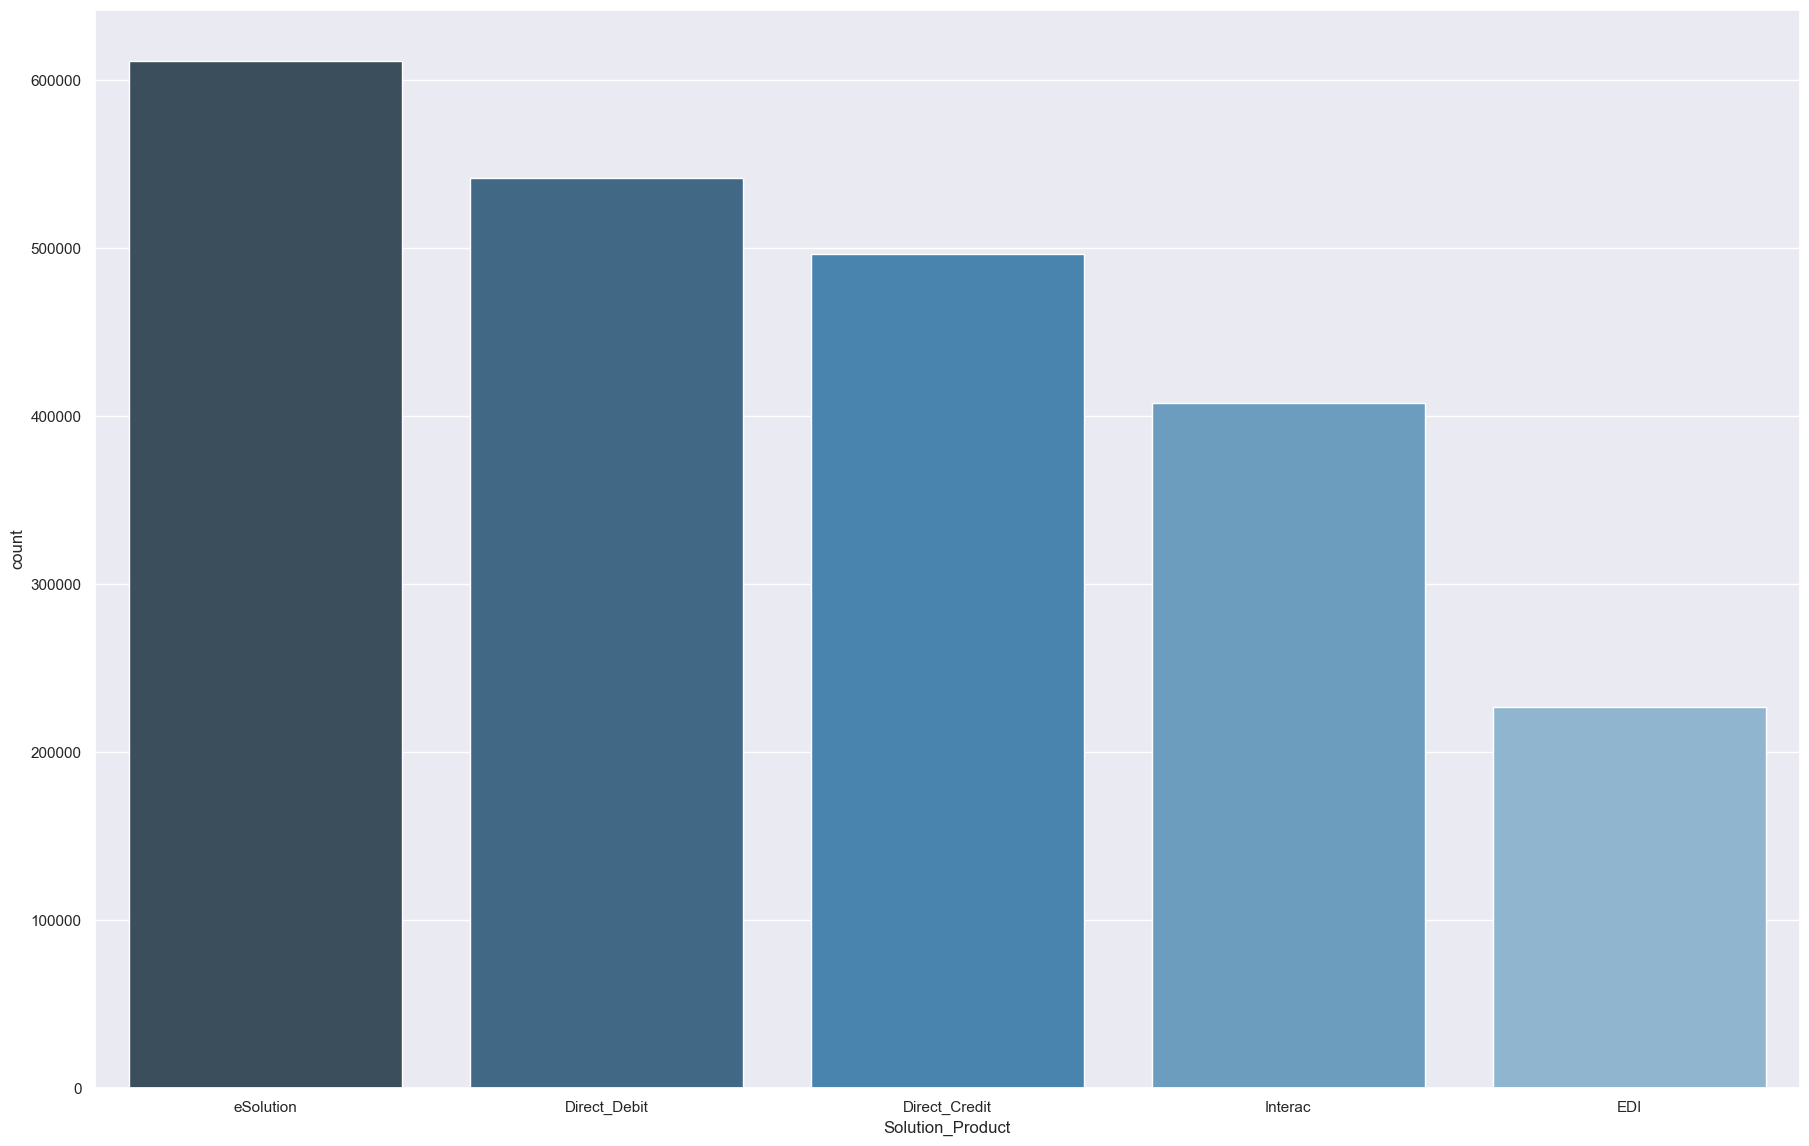 600000
500000
400000
300000
200000
100000
0
count
eSolution
Direct_Debit
Direct_Credit
Interac
EDI
Solution_Product